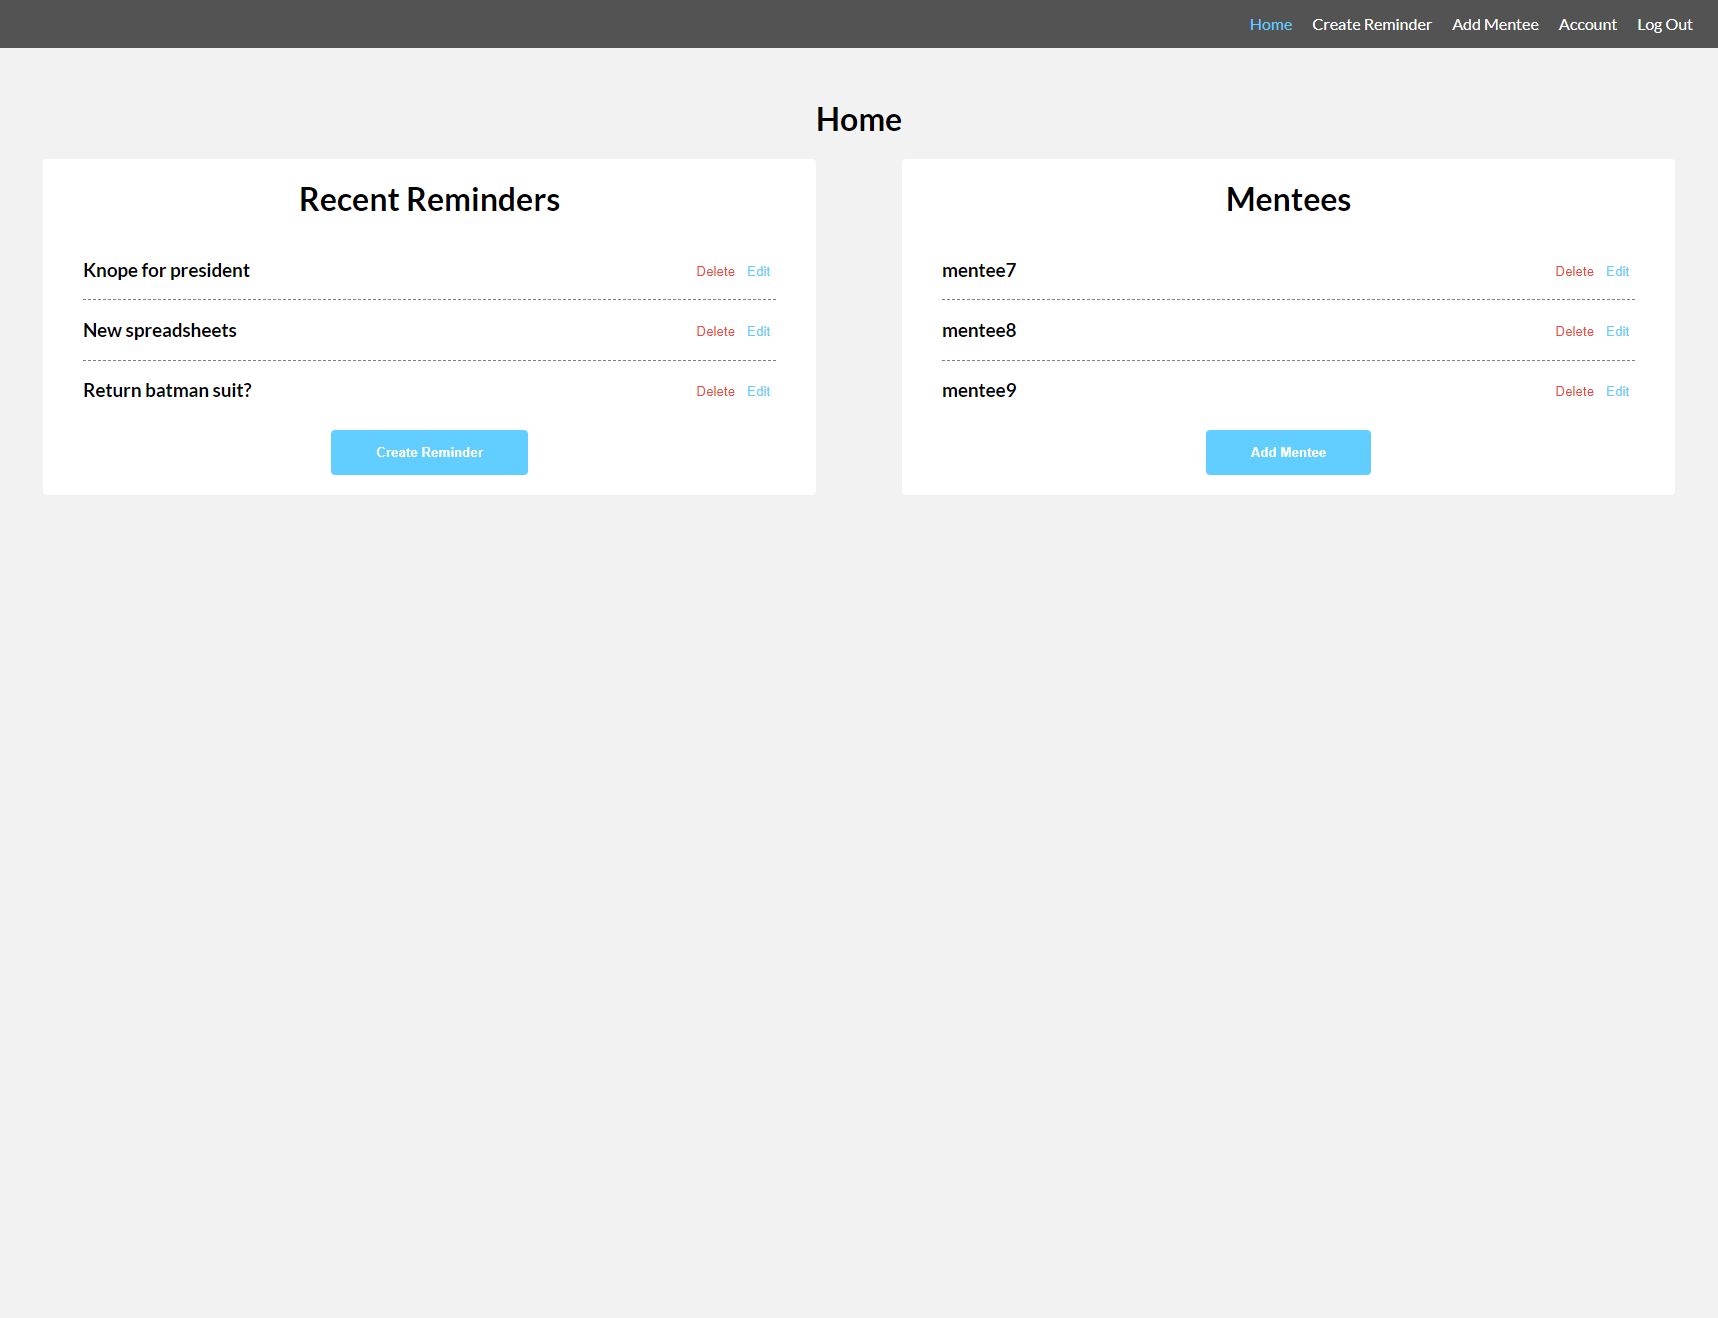 Home Create Reminder Add Mentee Account Log Out
Home
Recent Reminders
Knope for president Delete Edit
New spreadsheets Delete Edit
Return batman suit? Delete Edit
Create Reminder
Mentees
mentee7 Delete Edit
mentee8 Delete Edit
mentee9 Delete Edit
Add Mentee